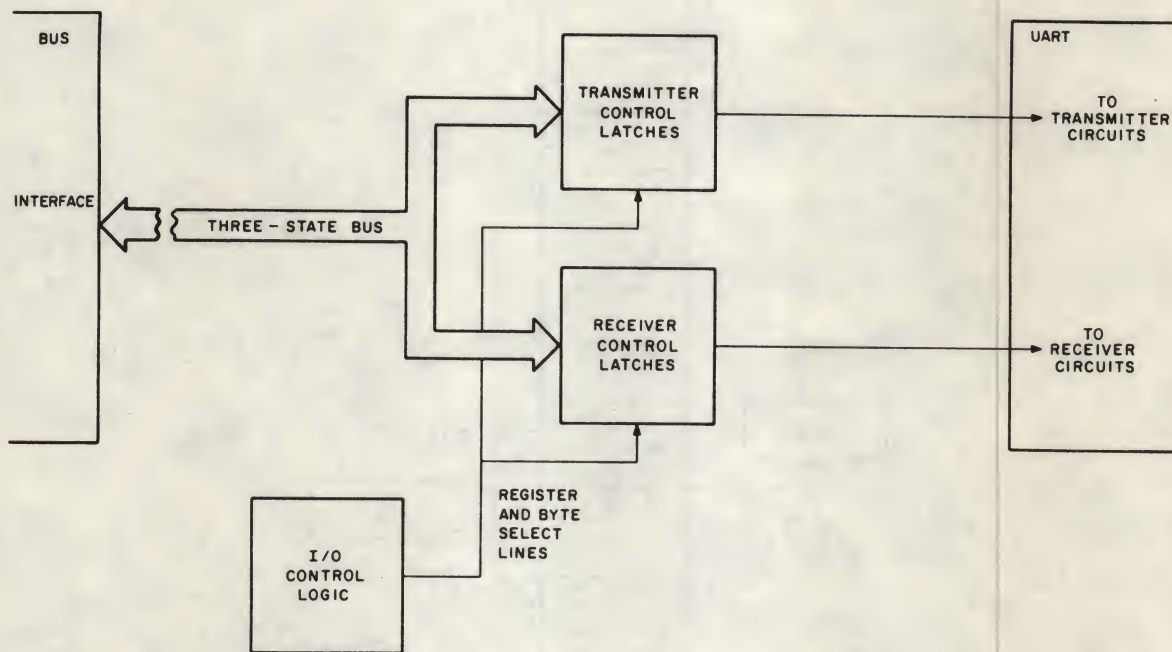 BUS
INTERFACE
THREE – STATE BUS
TRANSMITTER
CONTROL
LATCHES
RECEIVER
CONTROL
LATCHES
I/O
CONTROL
LOGIC
REGISTER
AND BYTE
SELECT
LINES
UART
TO
TRANSMITTER
CIRCUITS
TO
RECEIVER
CIRCUITS